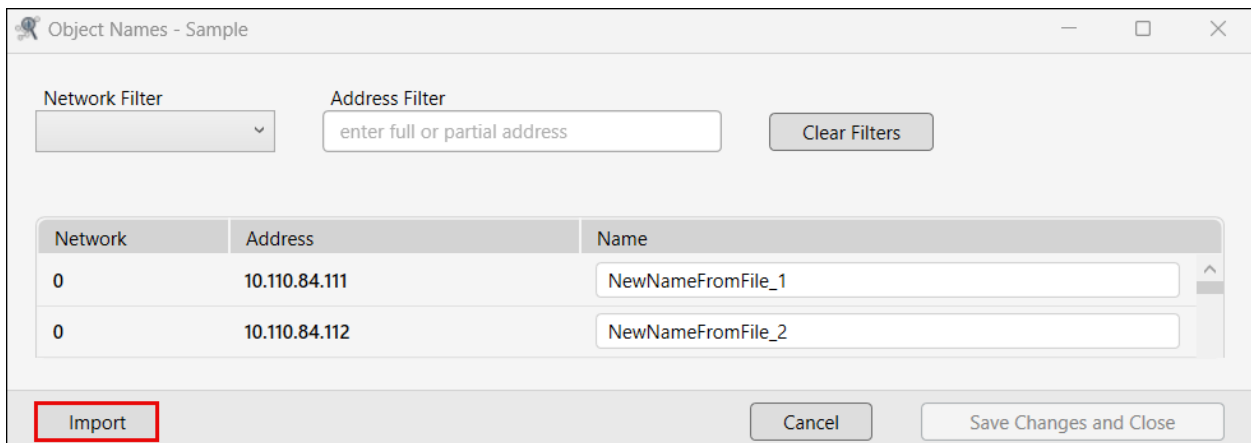 Object Names - Sample
Network Filter Address Filter
enter full or partial address Clear Filters
Network Address Name
0 10.110.84.111 NewNameFromFile_1
0 10.110.84.112 NewNameFromFile_2
Import Cancel Save Changes and Close